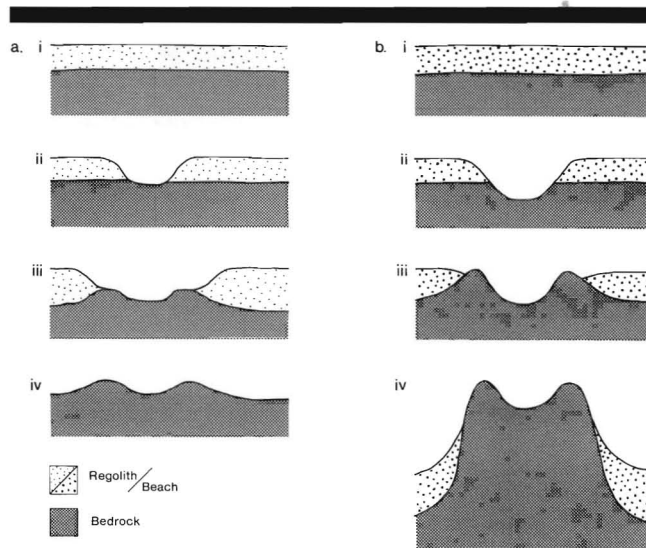 a. i
ii
iii
iv
Regolith/Beach
Bedrock
b. i
ii
iii
iv